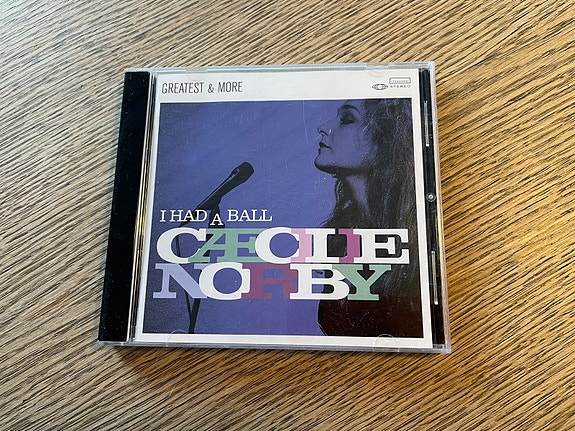 GREATEST & MORE
STEREO
I HAD A BALL
CÆCILIE
NORBY